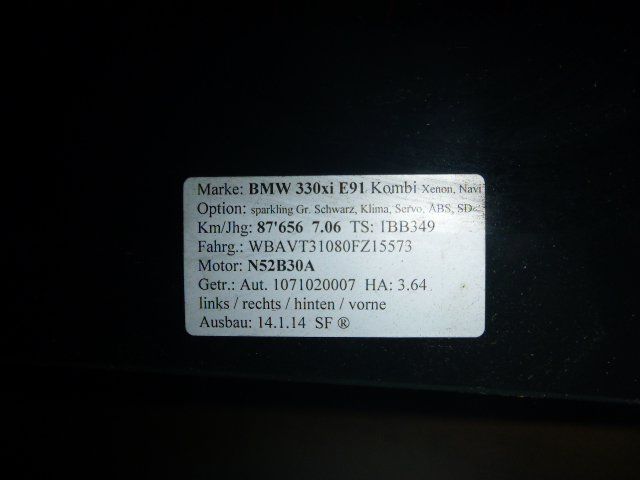 Marke: BMW 330xi E91 Kombi Xenon, Navi
Option: sparkling Gr. Schwarz, Klima, Servo, ABS, SD
Km/Jhg: 87'656 7.06 TS: 1BB349
Fahrg.: WBAVT31080FZ15573
Motor: N52B30A
Getr.: Aut. 1071020007 HA: 3.64
links / rechts / hinten / vorne
Ausbau: 14.1.14 SF ®